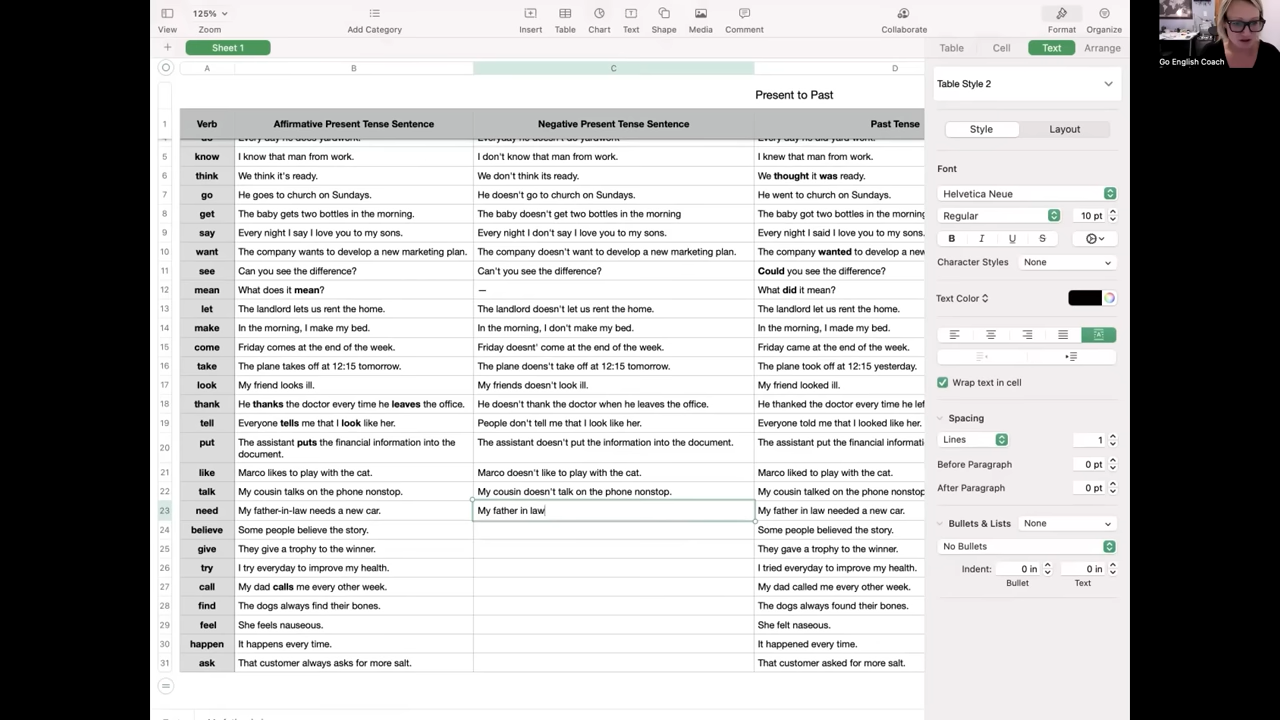 125%
View
Zoom
Add Category
Insert
Table
Chart
Text
Shape
Media
Comment
Collaborate
Format
Organize
Go English Coach
Sheet 1
Table
Cell
Text
Arrange
A
B
C
D
Table Style 2
Present to Past
1 Verb Affirmative Present Tense Sentence Negative Present Tense Sentence Past Tense
5 know I know that man from work. I don't know that man from work. I knew that man from work.
6 think We think it's ready. We don't think its ready. We thought it was ready.
7 go He goes to church on Sundays. He doesn't go to church on Sundays. He went to church on Sundays.
8 get The baby gets two bottles in the morning. The baby doesn't get two bottles in the morning The baby got two bottles in the morning
9 say Every night I say I love you to my sons. Every night I don't say I love you to my sons. Every night I said I love you to my sons.
10 want The company wants to develop a new marketing plan. The company doesn't want to develop a new marketing plan. The company wanted to develop a new
11 see Can you see the difference? Can't you see the difference? Could you see the difference?
12 mean What does it mean? — What did it mean?
13 let The landlord lets us rent the home. The landlord doesn't let us rent the home. The landlord let us rent the home.
14 make In the morning, I make my bed. In the morning, I don't make my bed. In the morning, I made my bed.
15 come Friday comes at the end of the week. Friday doesnt' come at the end of the week. Friday came at the end of the week.
16 take The plane takes off at 12:15 tomorrow. The plane doens't take off at 12:15 tomorrow. The plane took off at 12:15 yesterday.
17 look My friend looks ill. My friends doesn't look ill. My friend looked ill.
18 thank He thanks the doctor every time he leaves the office. He doesn't thank the doctor when he leaves the office. He thanked the doctor every time he lef
19 tell Everyone tells me that I look like her. People don't tell me that I look like her. Everyone told me that I looked like her.
20 put The assistant puts the financial information into the The assistant doesn't put the information into the document. The assistant put the financial informati
document.
21 like Marco likes to play with the cat. Marco doesn't like to play with the cat. Marco liked to play with the cat.
22 talk My cousin talks on the phone nonstop. My cousin doesn't talk on the phone nonstop. My cousin talked on the phone nonstop
23 need My father-in-law needs a new car. My father in law My father in law needed a new car.
24 believe Some people believe the story. Some people believed the story.
25 give They give a trophy to the winner. They gave a trophy to the winner.
26 try I try everyday to improve my health. I tried everyday to improve my health.
27 call My dad calls me every other week. My dad called me every other week.
28 find The dogs always find their bones. The dogs always found their bones.
29 feel She feels nauseous. She felt naseous.
30 happen It happens every time. It happened every time.
31 ask That customer always asks for more salt. That customer asked for more salt.
Style
Layout
Font
Helvetica Neue
Regular
10 pt
B I U S
Character Styles
None
Text Color
Wrap text in cell
Spacing
Lines
1
Before Paragraph
0 pt
After Paragraph
0 pt
Bullets & Lists
None
No Bullets
Indent:
0 in
0 in
Bullet
Text